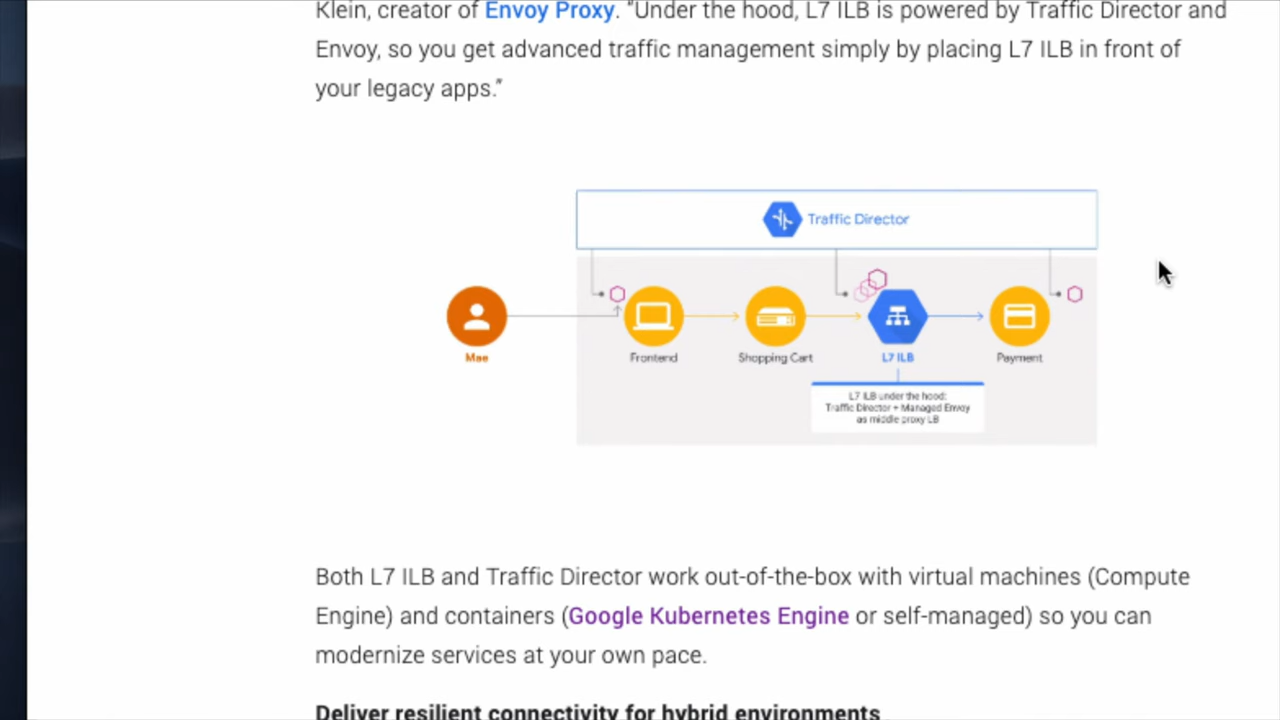 Klein, creator of Envoy Proxy. “Under the hood, L7 ILB is powered by Traffic Director and
Envoy, so you get advanced traffic management simply by placing L7 ILB in front of
your legacy apps.”
Traffic Director
Mae
Frontend
Shopping Cart
L7 ILB
Payment
L7 ILB under the hood:
Traffic Director + Managed Envoy
as middle proxy LB
Both L7 ILB and Traffic Director work out-of-the-box with virtual machines (Compute
Engine) and containers (Google Kubernetes Engine or self-managed) so you can
modernize services at your own pace.
Deliver resilient connectivity for hybrid environments